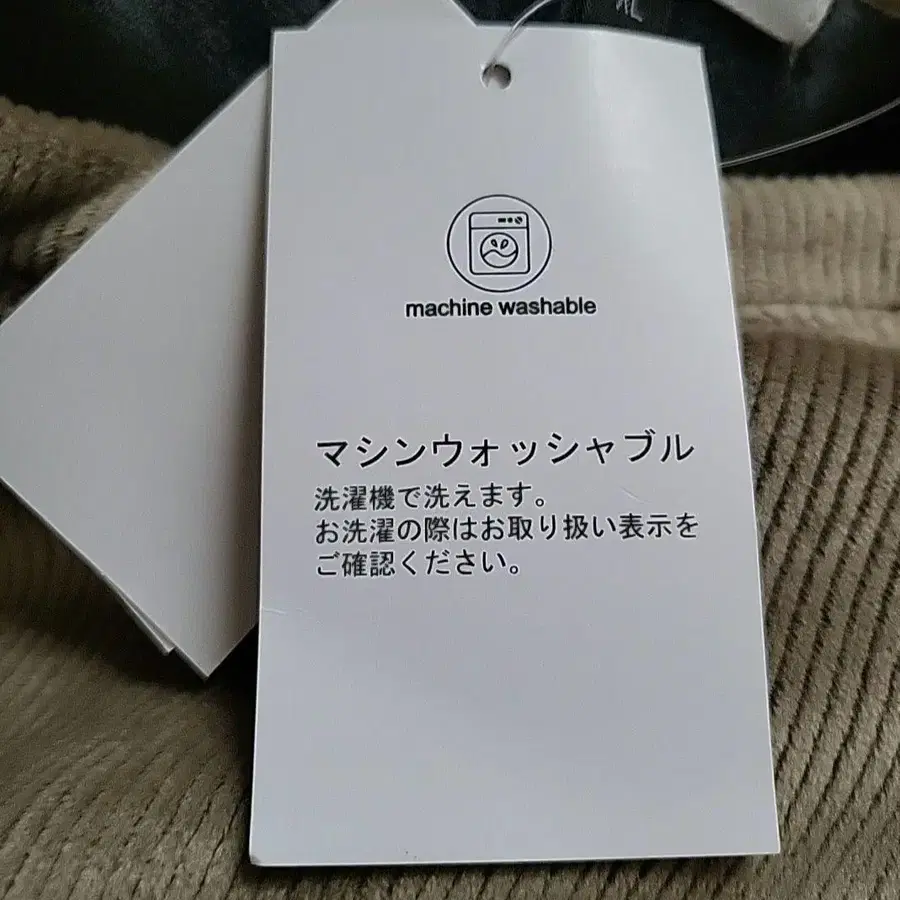 machine washable
マシンウォッシャブル
洗濯機で洗えます。
お洗濯の際はお取り扱い表示を
ご確認ください。